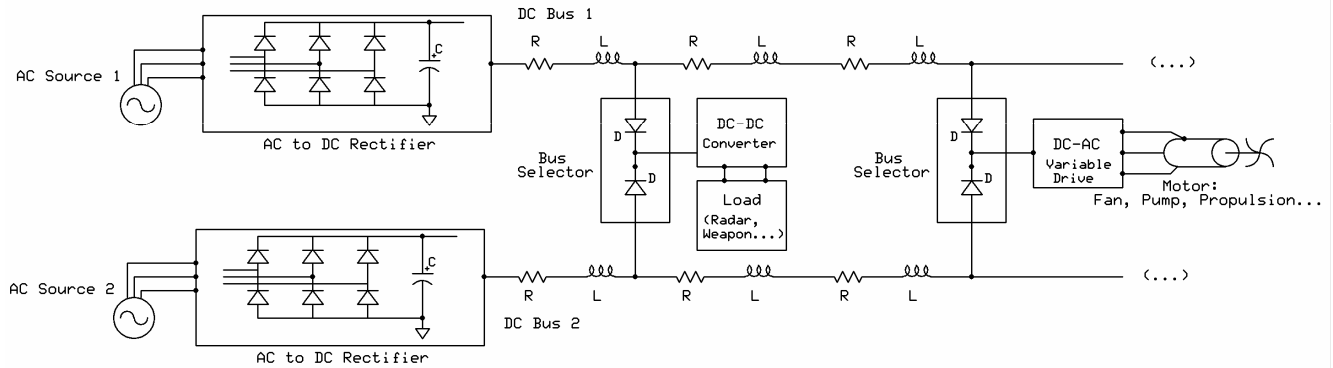 DC Bus 1
R
L
R
L
R
L
(...)
AC Source 1
C
AC to DC Rectifier
D
DC-DC
Converter
Bus
Selector
D
Load
(Radar,
Weapon...)
D
Bus
Selector
D
DC-AC
Variable
Drive
Motor:
Fan, Pump, Propulsion...
AC Source 2
C
AC to DC Rectifier
R
L
R
L
R
L
(...)
DC Bus 2